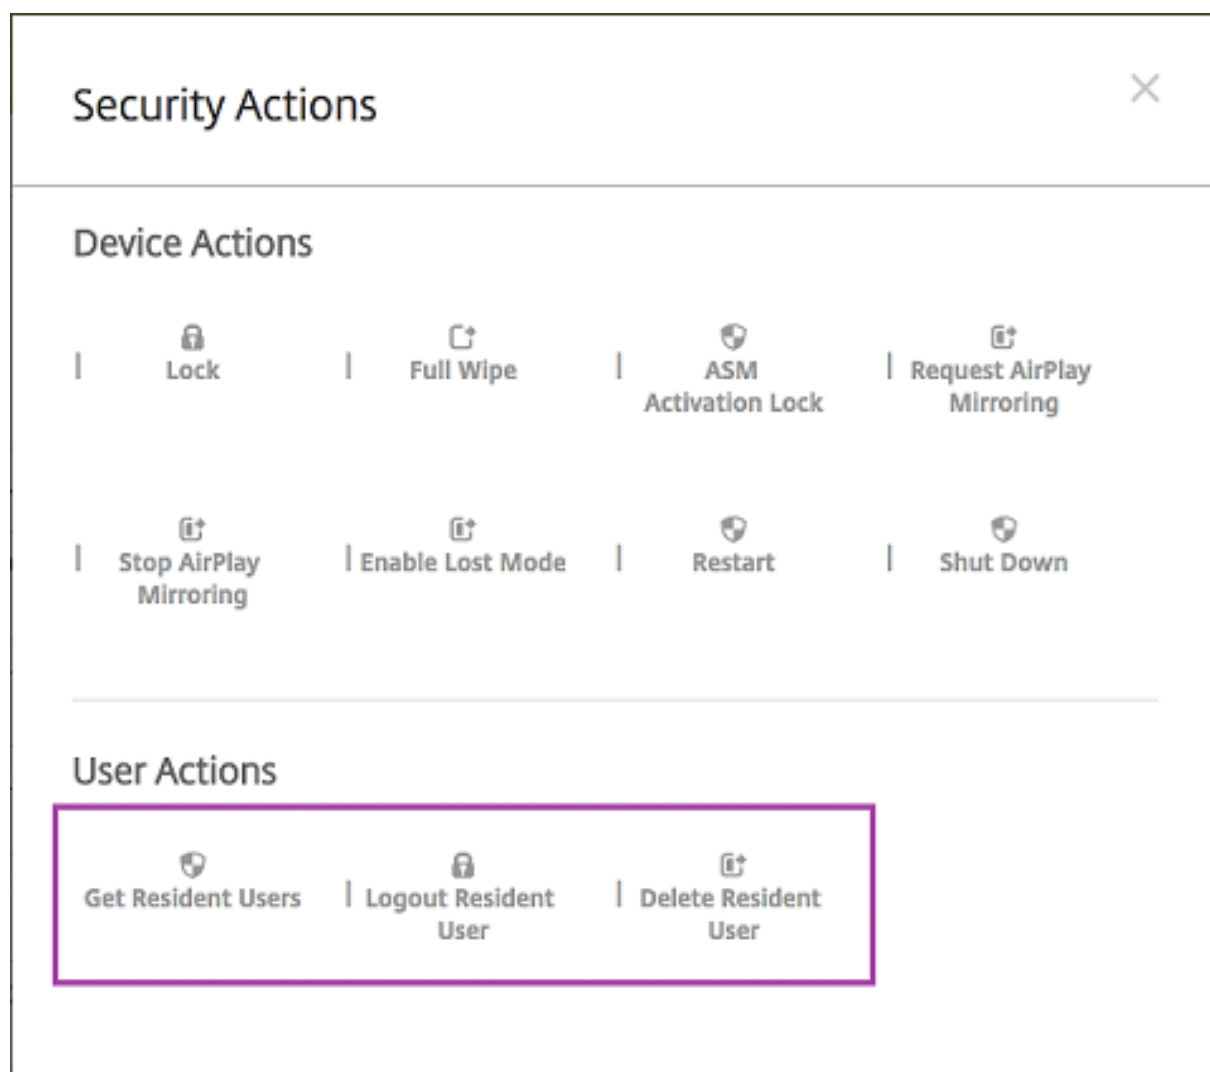 Security Actions
Device Actions
Lock
Full Wipe
ASM
Activation Lock
Request AirPlay
Mirroring
Stop AirPlay
Mirroring
Enable Lost Mode
Restart
Shut Down
User Actions
Get Resident Users
Logout Resident
User
Delete Resident
User